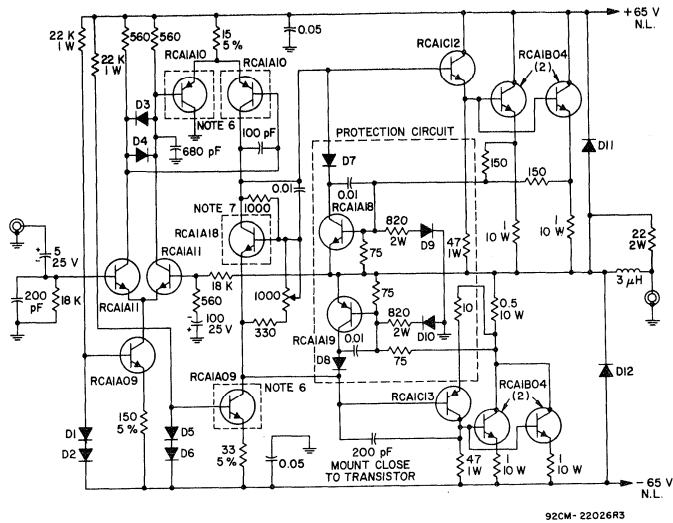 +65 V
N.L.
22 K
1 W
22 K
1 W
560
560
15
5 %
0.05
RCA1A10
RCA1A10
NOTE 6
D3
D4
680 pF
100 pF
0.01
RCA1C12
RCA1B04
(2)
PROTECTION CIRCUIT
D7
0.01
RCA1A18
150
150
D11
NOTE 7
1000
RCA1A18
820
2W
D9
75
47
1W
1
10 W
1
10 W
22
2W
5
25 V
200
pF
18 K
RCA1A11
RCA1A11
18 K
560
100
25 V
1000
330
75
820
2W
D10
RCA1A19
0.01
D8
75
10
0.5
10 W
3 μH
RCA1A09
RCA1A09
NOTE 6
RCA1C13
RCA1B04
(2)
D12
150
5 %
D1
D2
D5
D6
33
5 %
0.05
200 pF
MOUNT CLOSE
TO TRANSISTOR
47
1W
1
10 W
1
10 W
-65 V
N.L.
92CM-22026R3